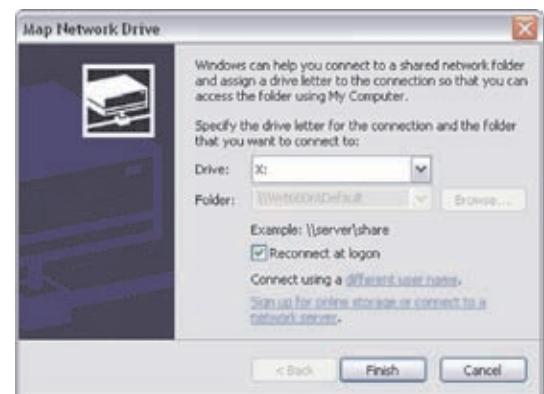 Map Network Drive
Windows can help you connect to a shared network folder
and assign a drive letter to the connection so that you can
access the folder using My Computer.
Specify the drive letter for the connection and the folder
that you want to connect to:
Drive: X:
Folder: Browse...
Example: \\server\share
Reconnect at logon
Connect using a different user name.
Sign up for online storage or connect to a
network server.
< Back Finish Cancel